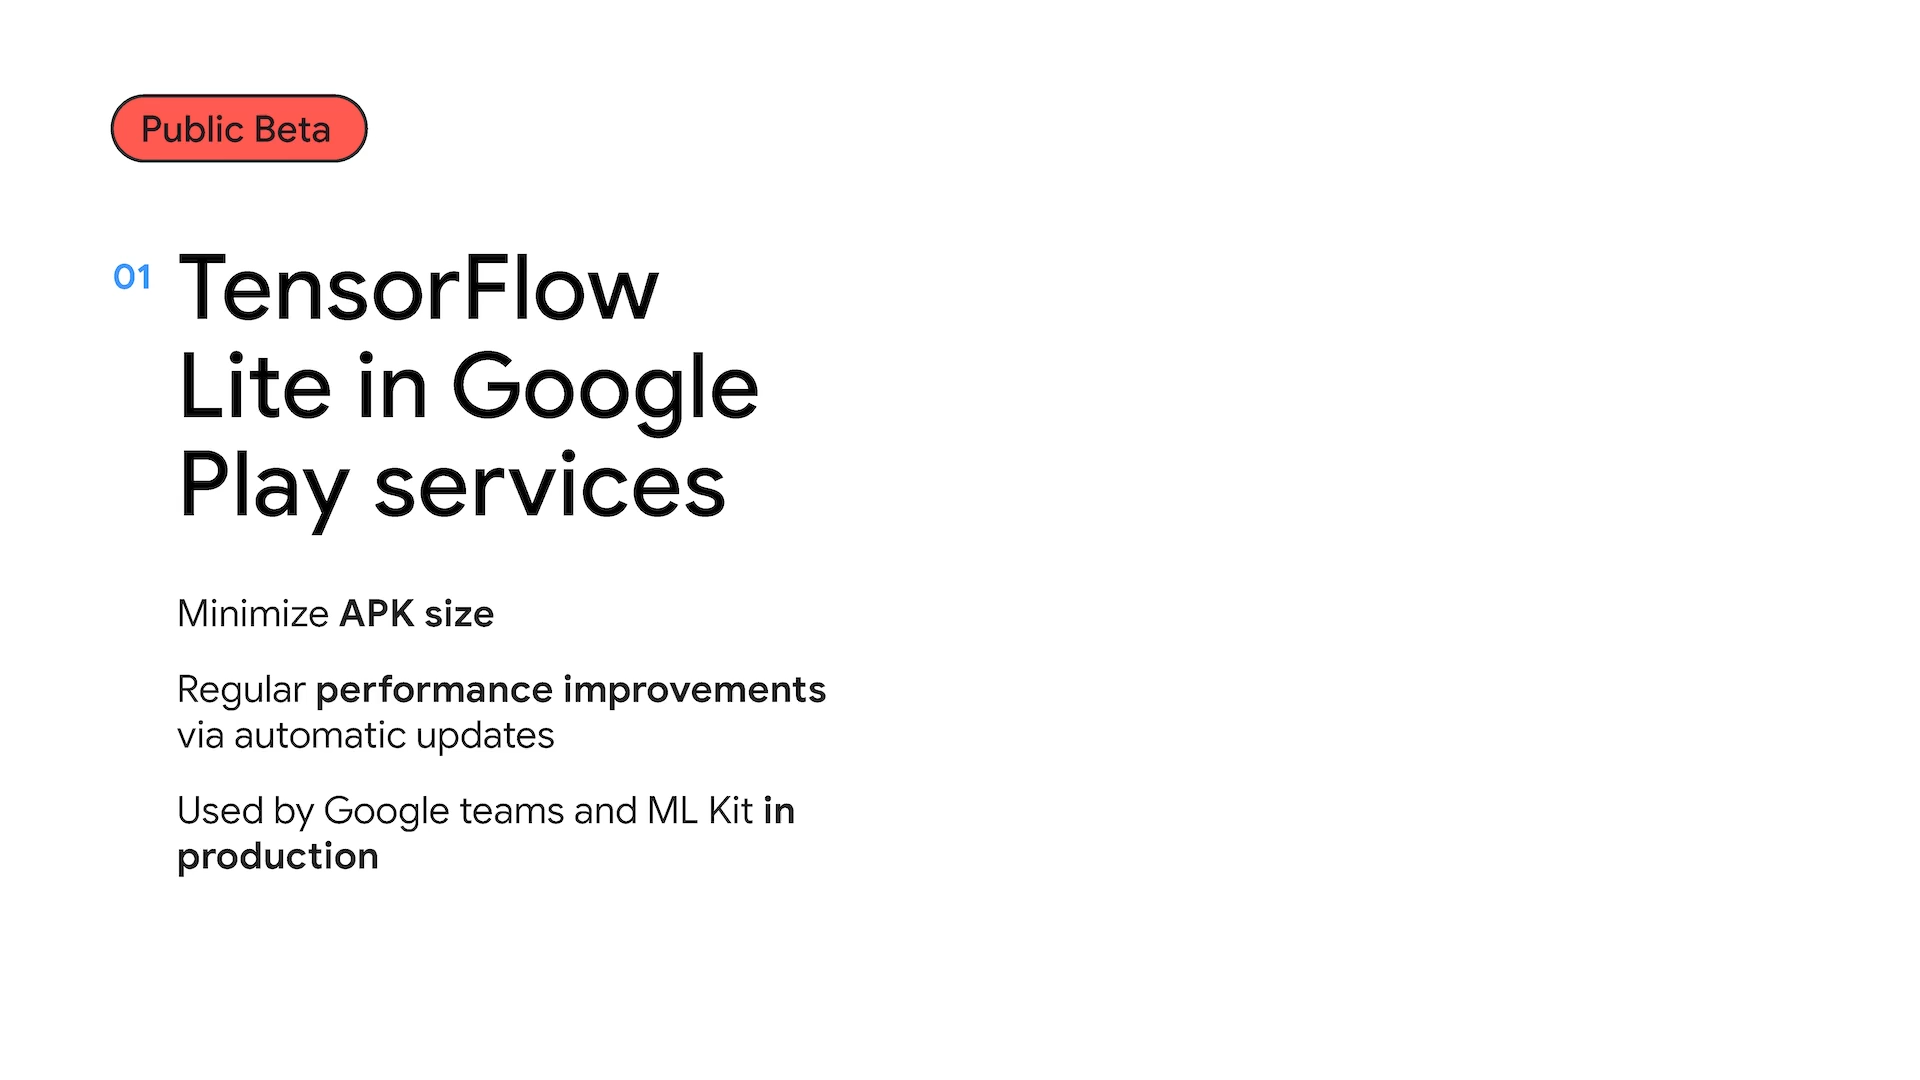 Public Beta
01
TensorFlow
Lite in Google
Play services
Minimize APK size
Regular performance improvements
via automatic updates
Used by Google teams and ML Kit in
production